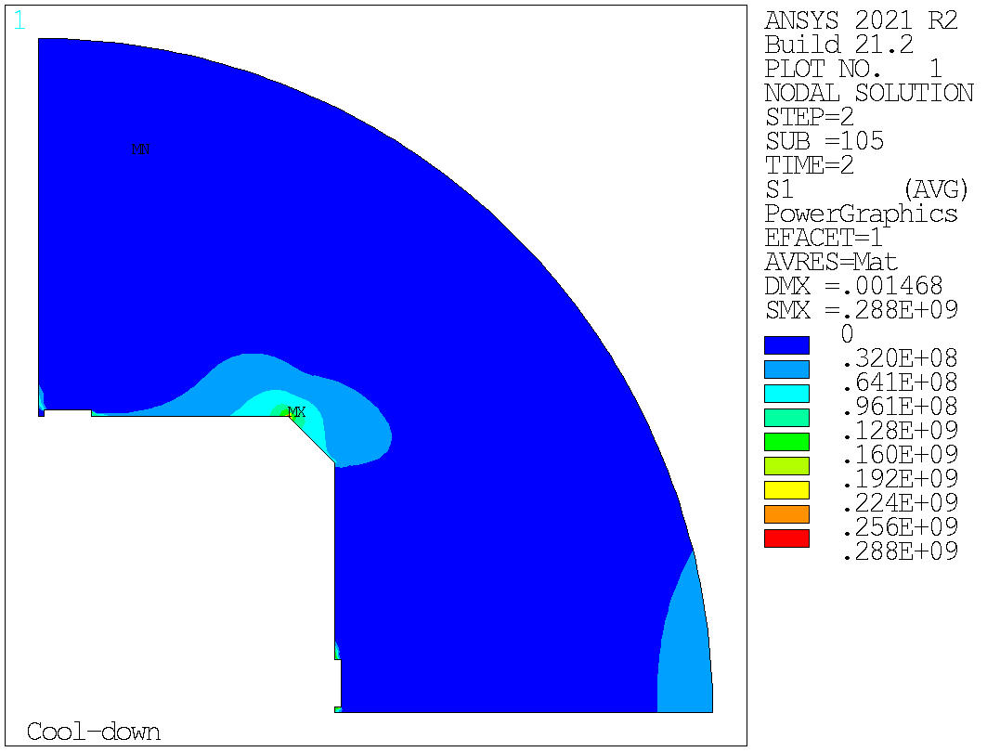 1
ANSYS 2021 R2
Build 21.2
PLOT NO.   1
NODAL SOLUTION
STEP=2
SUB =105
TIME=2
S1       (AVG)
PowerGraphics
EFACET=1
AVRES=Mat
DMX =.001468
SMX =.288E+09
0
.320E+08
.641E+08
.961E+08
.128E+09
.160E+09
.192E+09
.224E+09
.256E+09
.288E+09
MN
MX
Cool-down